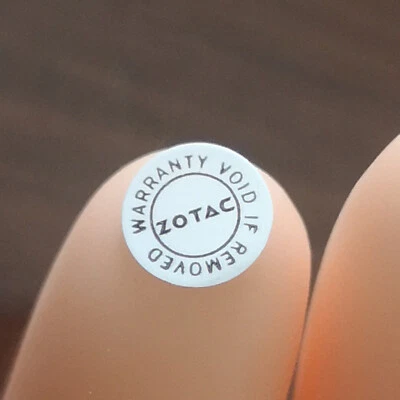 WARRANTY VOID IF REMOVED
ZOTAC